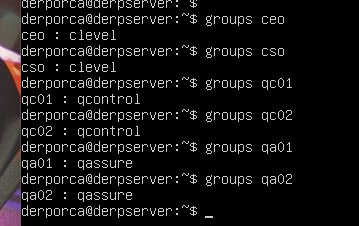 derporca@derpserver:~$
derporca@derpserver:~$ groups ceo
ceo : clevel
derporca@derpserver:~$ groups cso
cso : clevel
derporca@derpserver:~$ groups qc01
qc01 : qcontrol
derporca@derpserver:~$ groups qc02
qc02 : qcontrol
derporca@derpserver:~$ groups qa01
qa01 : qassure
derporca@derpserver:~$ groups qa02
qa02 : qassure
derporca@derpserver:~$ _